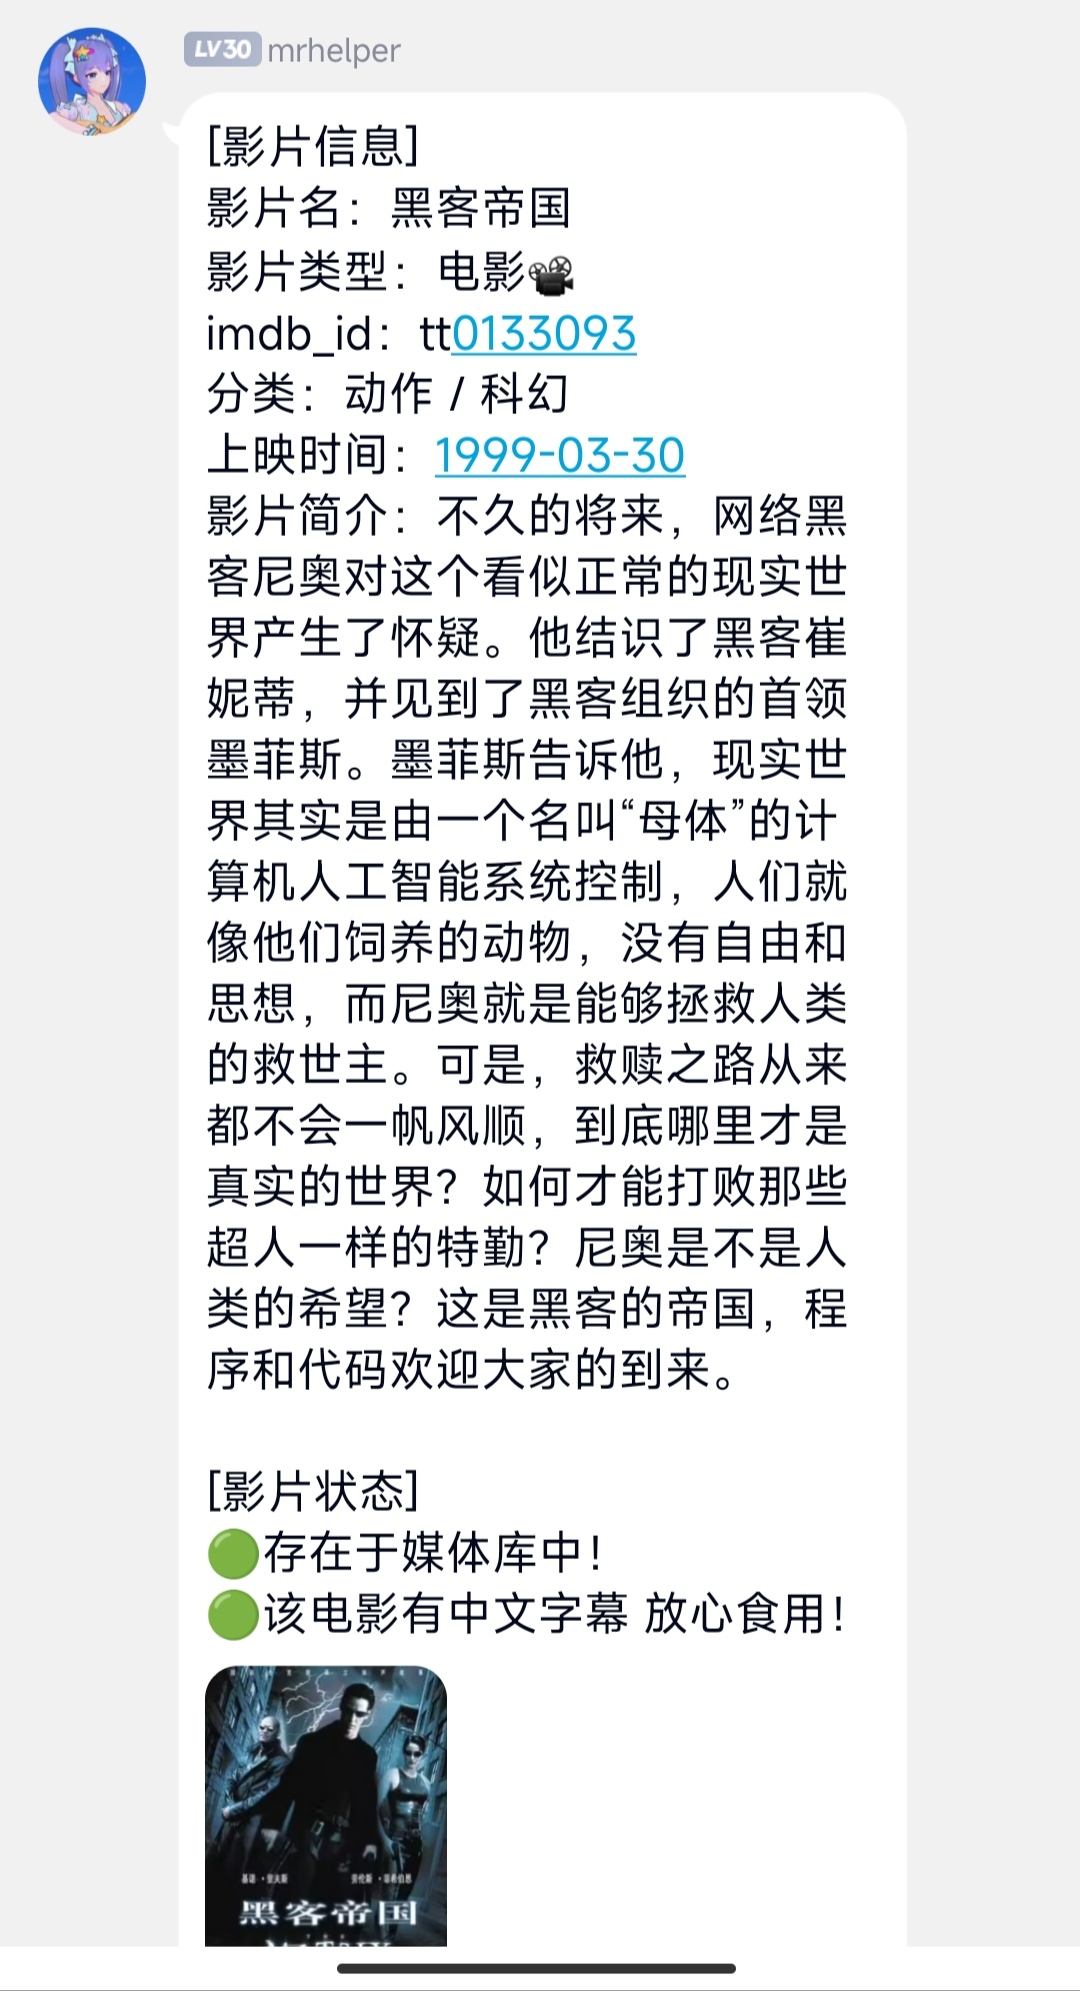 LV30 mrhelper
[影片信息]
影片名：黑客帝国
影片类型：电影🎥
imdb_id：tt0133093
分类：动作 / 科幻
上映时间：1999-03-30
影片简介：不久的将来，网络黑
客尼奥对这个看似正常的现实世
界产生了怀疑。他结识了黑客崔
妮蒂，并见到了黑客组织的首领
墨菲斯。墨菲斯告诉他，现实世
界其实是由一个名叫“母体”的计
算机人工智能系统控制，人们就
像他们饲养的动物，没有自由和
思想，而尼奥就是能够拯救人类
的救世主。可是，救赎之路从来
都不会一帆风顺，到底哪里才是
真实的世界？如何才能打败那些
超人一样的特勤？尼奥是不是人
类的希望？这是黑客的帝国，程
序和代码欢迎大家的到来。
[影片状态]
🟢存在于媒体库中！
🟢该电影有中文字幕 放心食用！
黑客帝国